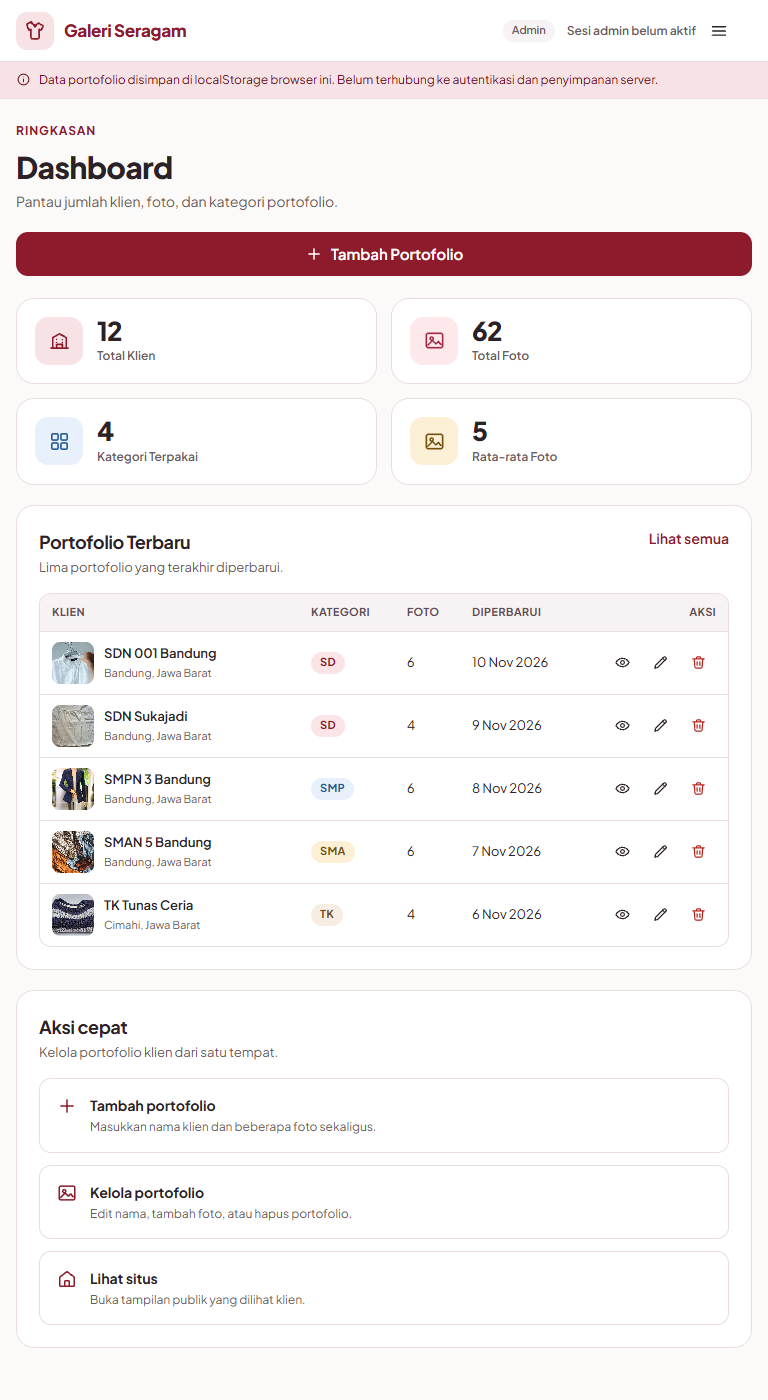 Galeri Seragam
Admin
Sesi admin belum aktif
Data portofolio disimpan di localStorage browser ini. Belum terhubung ke autentikasi dan penyimpanan server.
RINGKASAN
Dashboard
Pantau jumlah klien, foto, dan kategori portofolio.
Tambah Portofolio
12
Total Klien
62
Total Foto
4
Kategori Terpakai
5
Rata-rata Foto
Portofolio Terbaru
Lihat semua
Lima portofolio yang terakhir diperbarui.
KLIEN KATEGORI FOTO DIPERBARUI AKSI
SDN 001 Bandung
Bandung, Jawa Barat
SD 6 10 Nov 2026
SDN Sukajadi
Bandung, Jawa Barat
SD 4 9 Nov 2026
SMPN 3 Bandung
Bandung, Jawa Barat
SMP 6 8 Nov 2026
SMAN 5 Bandung
Bandung, Jawa Barat
SMA 6 7 Nov 2026
TK Tunas Ceria
Cimahi, Jawa Barat
TK 4 6 Nov 2026
Aksi cepat
Kelola portofolio klien dari satu tempat.
Tambah portofolio
Masukkan nama klien dan beberapa foto sekaligus.
Kelola portofolio
Edit nama, tambah foto, atau hapus portofolio.
Lihat situs
Buka tampilan publik yang dilihat klien.